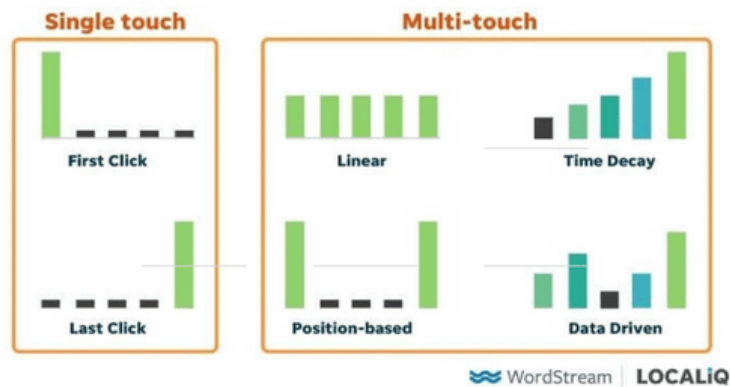 Single touch
Multi-touch
First Click
Linear
Time Decay
Last Click
Position-based
Data Driven
WordStream | LOCALiQ